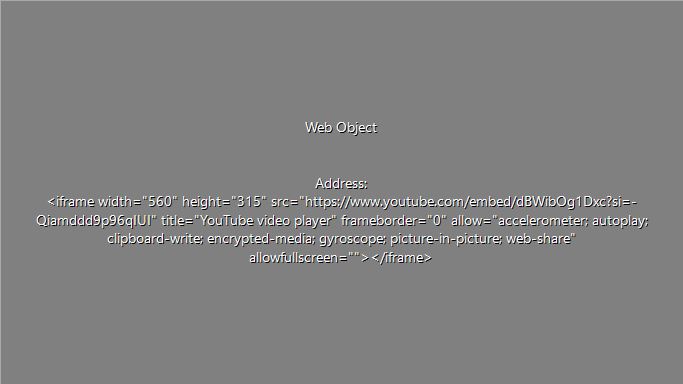 Web Object
Address:
<iframe width="560" height="315" src="https://www.youtube.com/embed/dBWibOg1Dxc?si=-
Qiamddd9p96qlUI" title="YouTube video player" frameborder="0" allow="accelerometer; autoplay;
clipboard-write; encrypted-media; gyroscope; picture-in-picture; web-share"
allowfullscreen=""></iframe>